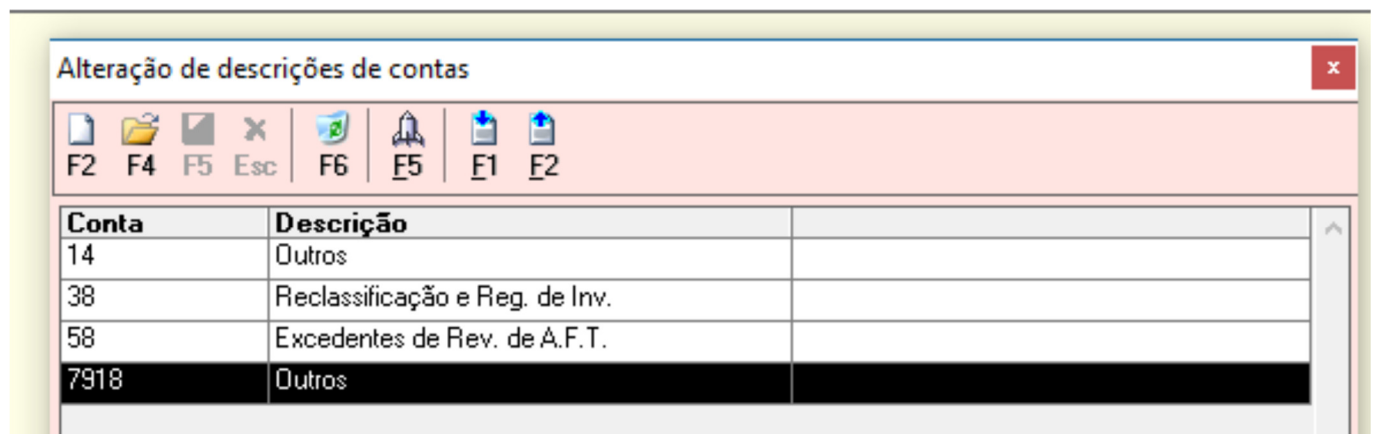 Alteração de descrições de contas
x
F2 F4 F5 Esc F6 F5 F1 F2
Conta Descrição
14 Outros
38 Reclassificação e Reg. de Inv.
58 Excedentes de Rev. de A.F.T.
7918 Outros